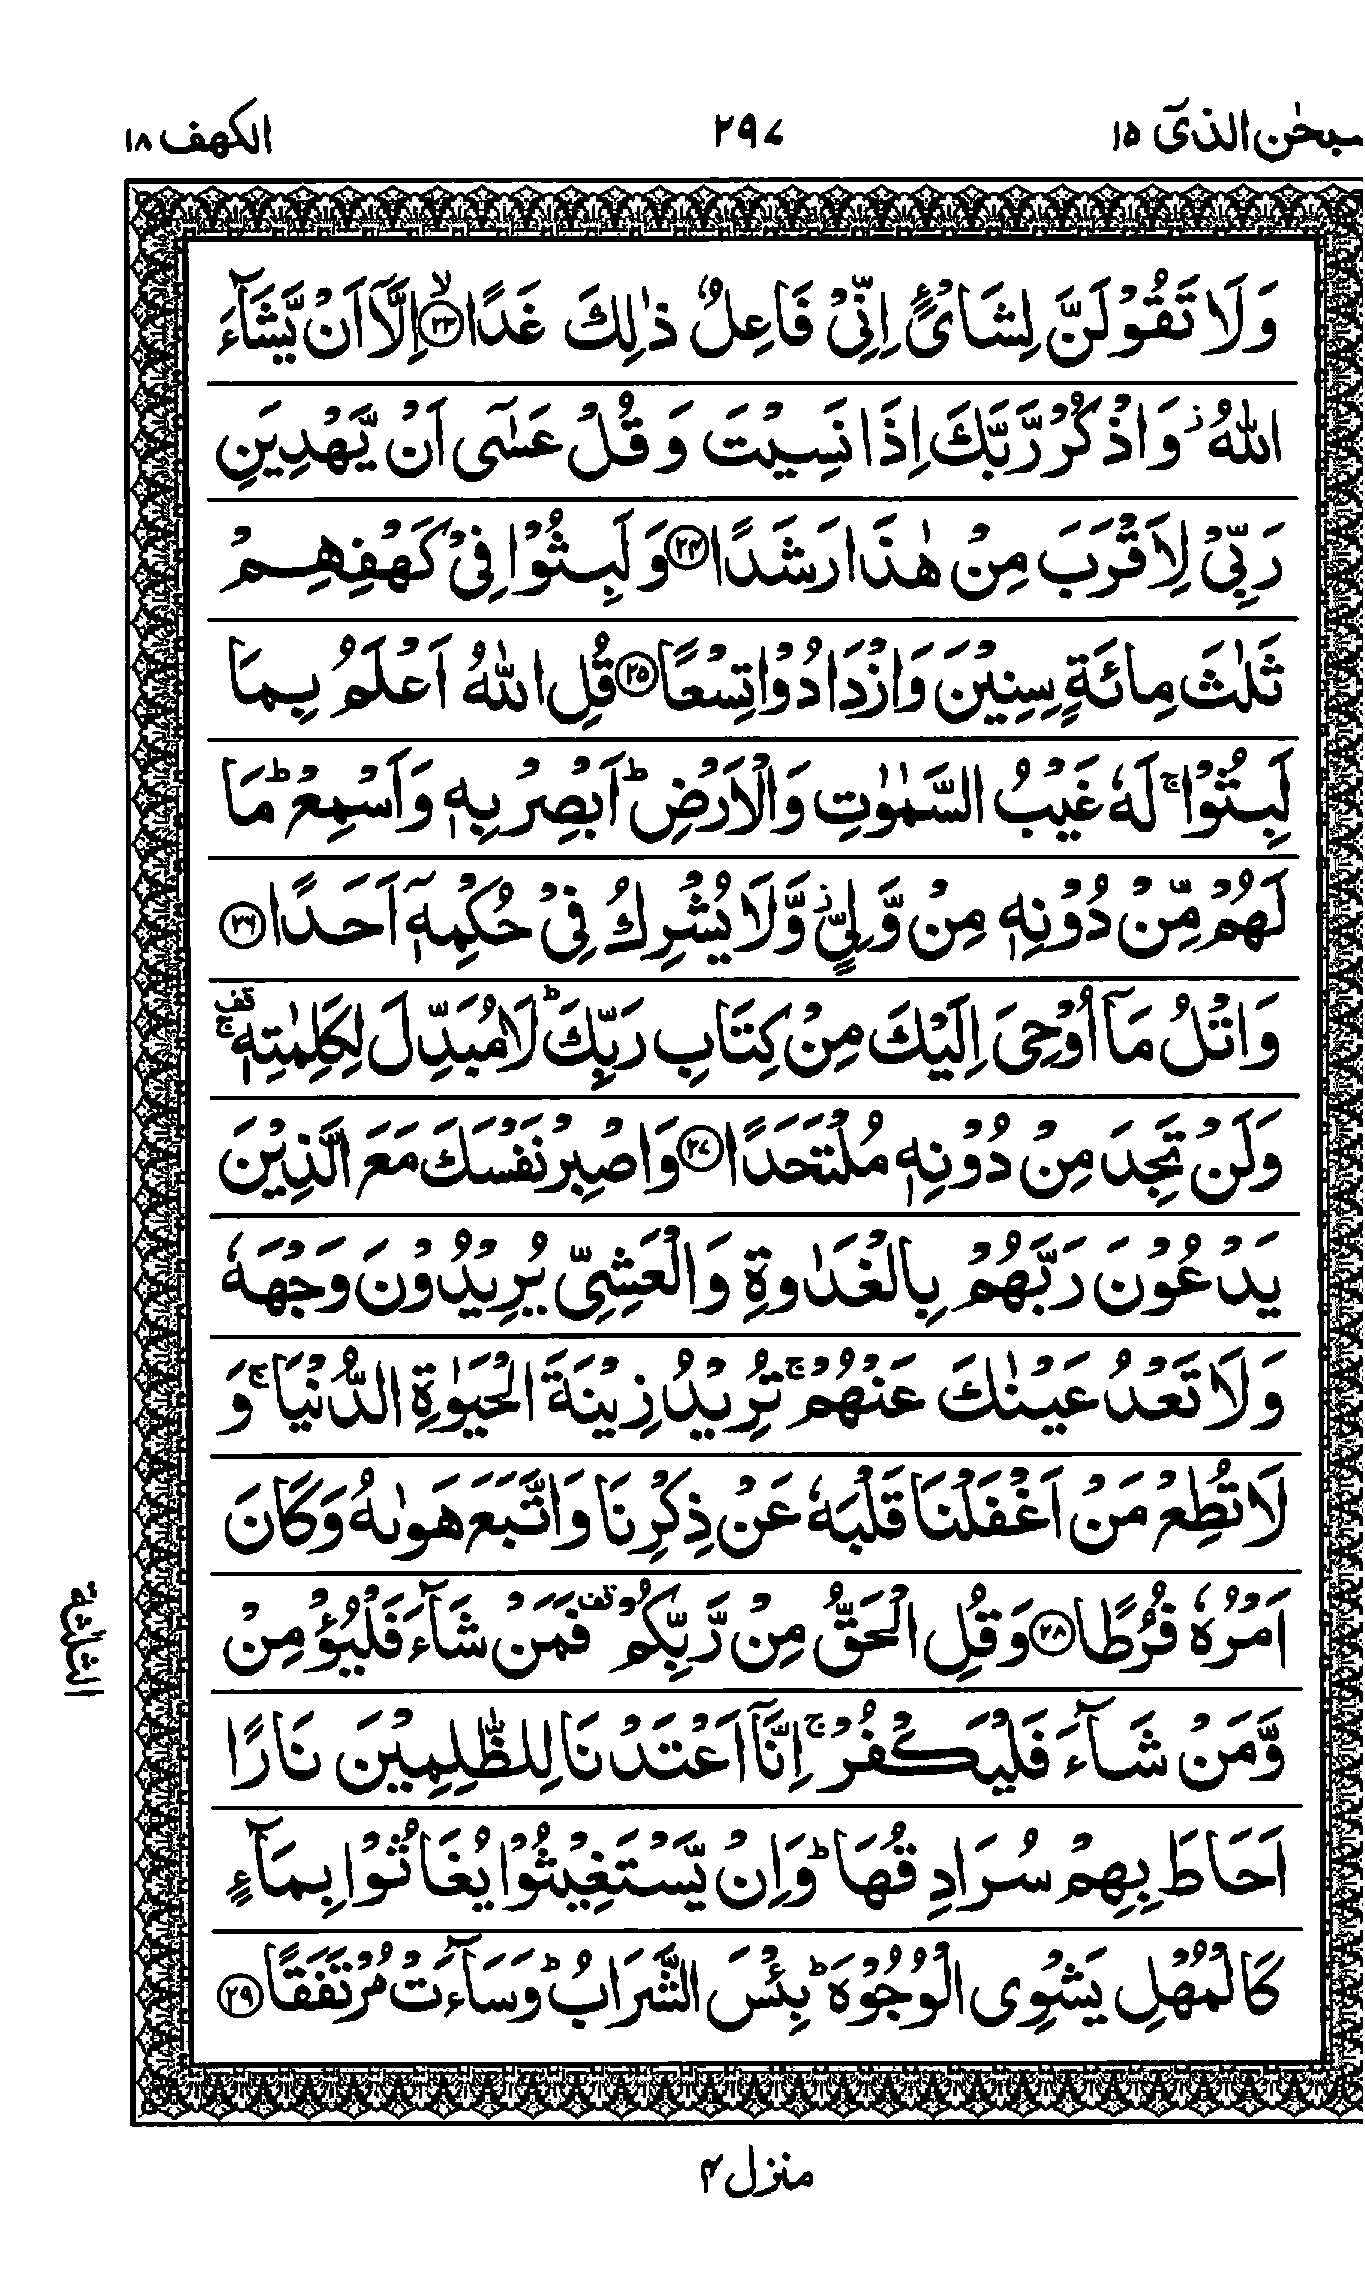 سبحٰن الذیٓ ۱۵
۲۹۷
الکهف ۱۸
وَلَا تَقُوْلَنَّ لِشَایْءٍ اِنِّیْ فَاعِلٌ ذٰلِكَ غَدًا ۙ﴿۲۳﴾ اِلَّاۤ اَنْ یَّشَآءَ
اللّٰهُ ؗ وَاذْكُرْ رَّبَّكَ اِذَا نَسِیْتَ وَ قُلْ عَسٰۤی اَنْ یَّهْدِیَنِ
رَبِّیْ لِاَقْرَبَ مِنْ هٰذَا رَشَدًا ﴿۲۴﴾ وَ لَبِثُوْا فِیْ كَهْفِهِمْ
ثَلٰثَ مِائَةٍ سِنِیْنَ وَازْدَادُوْا تِسْعًا ﴿۲۵﴾ قُلِ اللّٰهُ اَعْلَمُ بِمَا
لَبِثُوْا ۚ لَهٗ غَیْبُ السَّمٰوٰتِ وَالْاَرْضِ ؕ اَبْصِرْ بِهٖ وَاَسْمِعْ ؕ مَا
لَهُمْ مِّنْ دُوْنِهٖ مِنْ وَّلِیٍّ ؗ وَّلَا یُشْرِكُ فِیْ حُكْمِهٖۤ اَحَدًا ﴿۲۶﴾
وَاتْلُ مَاۤ اُوْحِیَ اِلَیْكَ مِنْ كِتَابِ رَبِّكَ ؕ لَا مُبَدِّلَ لِكَلِمٰتِهٖ ۚ قف
وَلَنْ تَجِدَ مِنْ دُوْنِهٖ مُلْتَحَدًا ﴿۲۷﴾ وَاصْبِرْ نَفْسَكَ مَعَ الَّذِیْنَ
یَدْعُوْنَ رَبَّهُمْ بِالْغَدٰوةِ وَالْعَشِیِّ یُرِیْدُوْنَ وَجْهَهٗ
وَلَا تَعْدُ عَیْنٰكَ عَنْهُمْ ۚ تُرِیْدُ زِیْنَةَ الْحَیٰوةِ الدُّنْیَا ۚ وَ
لَا تُطِعْ مَنْ اَغْفَلْنَا قَلْبَهٗ عَنْ ذِكْرِنَا وَاتَّبَعَ هَوٰىهُ وَكَانَ
اَمْرُهٗ فُرُطًا ﴿۲۸﴾ وَقُلِ الْحَقُّ مِنْ رَّبِّكُمْ قف فَمَنْ شَآءَ فَلْیُؤْمِنْ
وَّمَنْ شَآءَ فَلْیَكْفُرْ ۚ اِنَّاۤ اَعْتَدْنَا لِلظّٰلِمِیْنَ نَارًا
اَحَاطَ بِهِمْ سُرَادِقُهَا ؕ وَاِنْ یَّسْتَغِیْثُوْا یُغَاثُوْا بِمَآءٍ
كَالْمُهْلِ یَشْوِی الْوُجُوْهَ ؕ بِئْسَ الشَّرَابُ ؕ وَسَآءَتْ مُرْتَفَقًا ﴿۲۹﴾
الثلثة
منزل ۴